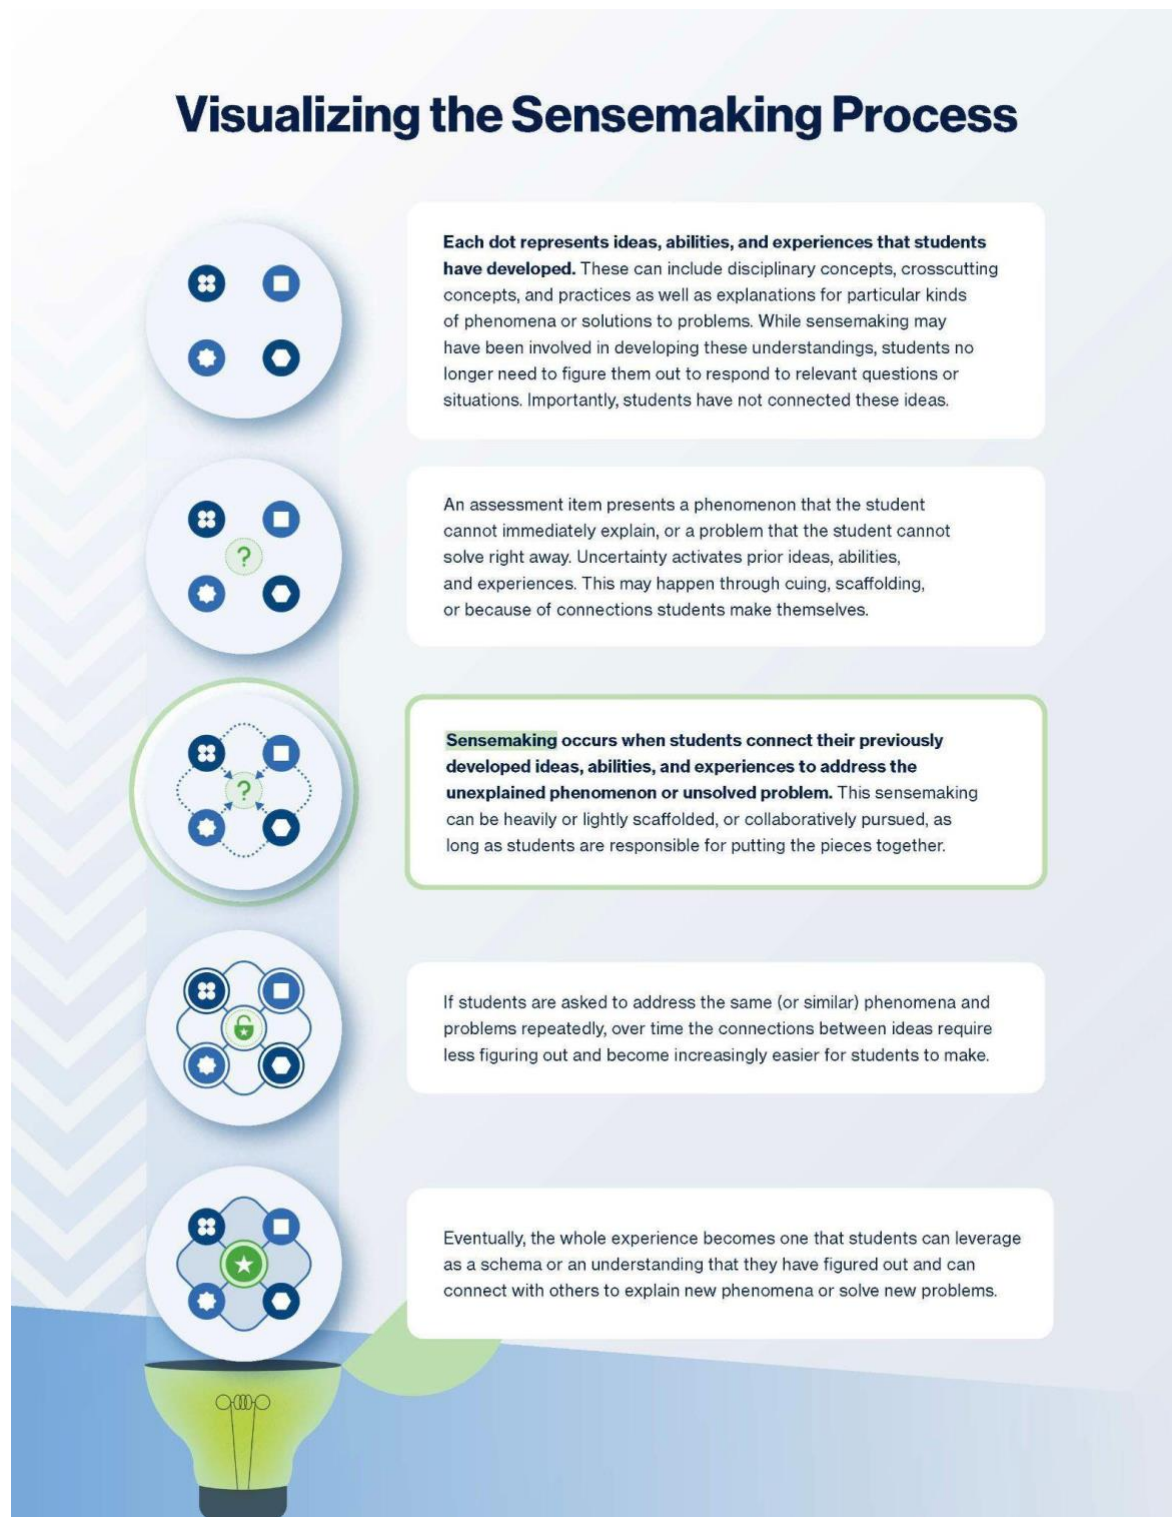 Visualizing the Sensemaking Process
Each dot represents ideas, abilities, and experiences that students
have developed. These can include disciplinary concepts, crosscutting
concepts, and practices as well as explanations for particular kinds
of phenomena or solutions to problems. While sensemaking may
have been involved in developing these understandings, students no
longer need to figure them out to respond to relevant questions or
situations. Importantly, students have not connected these ideas.
?
An assessment item presents a phenomenon that the student
cannot immediately explain, or a problem that the student cannot
solve right away. Uncertainty activates prior ideas, abilities,
and experiences. This may happen through cuing, scaffolding,
or because of connections students make themselves.
?
Sensemaking occurs when students connect their previously
developed ideas, abilities, and experiences to address the
unexplained phenomenon or unsolved problem. This sensemaking
can be heavily or lightly scaffolded, or collaboratively pursued, as
long as students are responsible for putting the pieces together.
If students are asked to address the same (or similar) phenomena and
problems repeatedly, over time the connections between ideas require
less figuring out and become increasingly easier for students to make.
Eventually, the whole experience becomes one that students can leverage
as a schema or an understanding that they have figured out and can
connect with others to explain new phenomena or solve new problems.